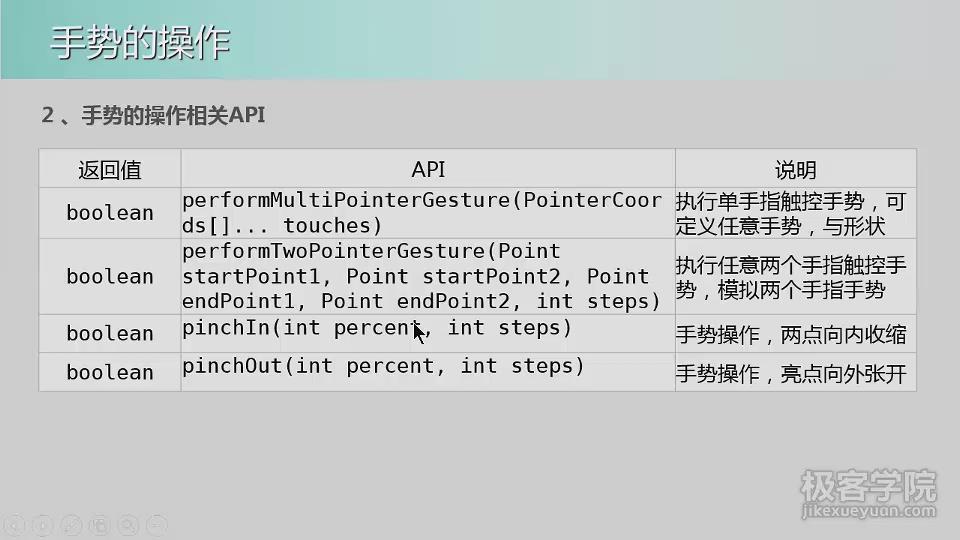 手势的操作
2 、手势的操作相关API
返回值 API 说明
boolean performMultiPointerGesture(PointerCoor
ds[]... touches) 执行单手指触控手势，可
定义任意手势，与形状
boolean performTwoPointerGesture(Point
startPoint1, Point startPoint2, Point
endPoint1, Point endPoint2, int steps) 执行任意两个手指触控手
势，模拟两个手指手势
boolean pinchIn(int percent, int steps) 手势操作，两点向内收缩
boolean pinchOut(int percent, int steps) 手势操作，亮点向外张开
极客学院
jikexueyuan.com